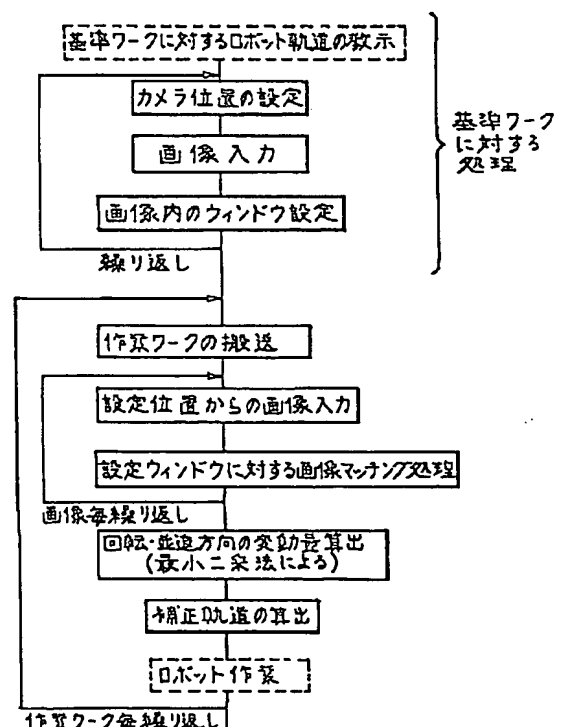 基準ワークに対するロボット軌道の教示
カメラ位置の設定
画像入力
画像内のウィンドウ設定
繰り返し
基準ワーク
に対する
処理
作業ワークの搬送
設定位置からの画像入力
設定ウィンドウに対する画像マッチング処理
画像毎繰り返し
回転・並進方向の変動量算出
(最小二乗法による)
補正軌道の算出
ロボット作業
作業ワーク毎繰り返し